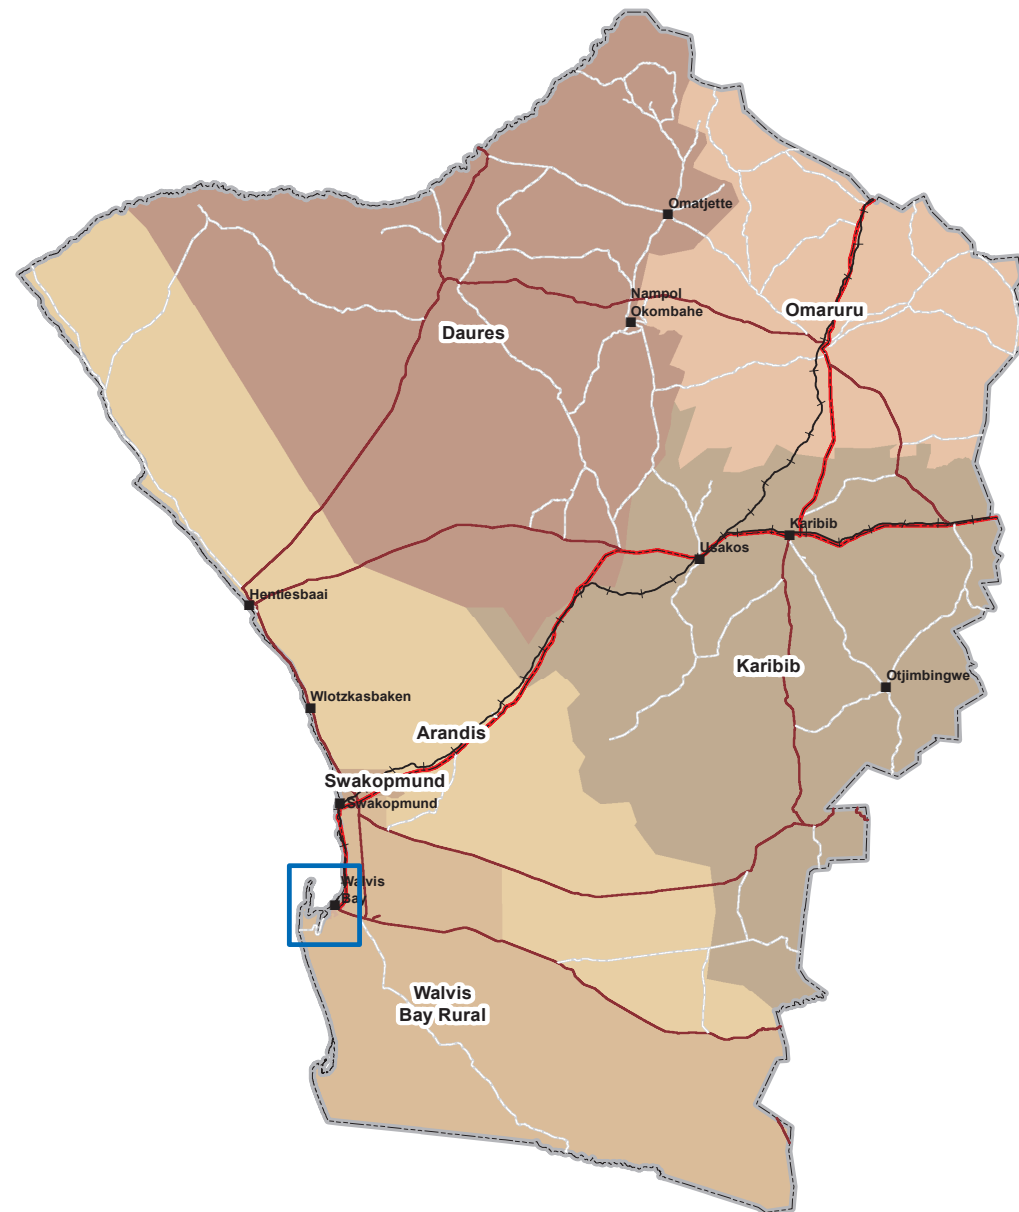 Omatjette
Nampol
Okombahe
Omaruru
Daures
Karibib
Usakos
Hentiesbaai
Karibib
Otjimbingwe
Wlotzkasbaken
Arandis
Swakopmund
Swakopmund
Walvis
Bay
Walvis
Bay Rural